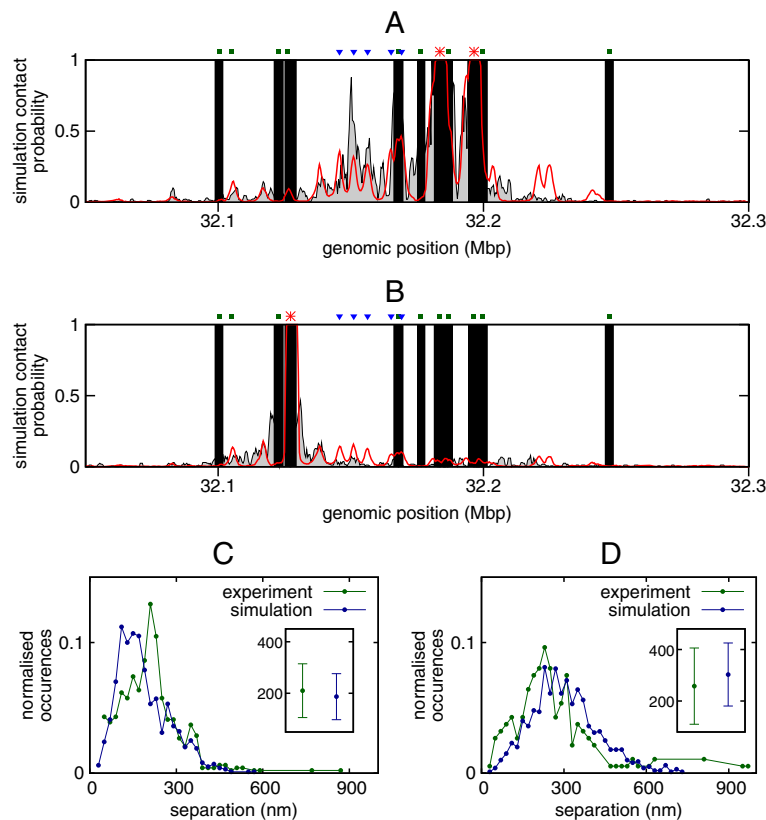 A
simulation contact
probability
1
0.5
0
32.1
32.2
32.3
genomic position (Mbp)
B
simulation contact
probability
1
0.5
0
32.1
32.2
32.3
genomic position (Mbp)
C
normalised
occurences
0.1
0
experiment
simulation
400
200
0
300
600
900
separation (nm)
D
normalised
occurences
0.1
0
experiment
simulation
400
200
0
300
600
900
separation (nm)